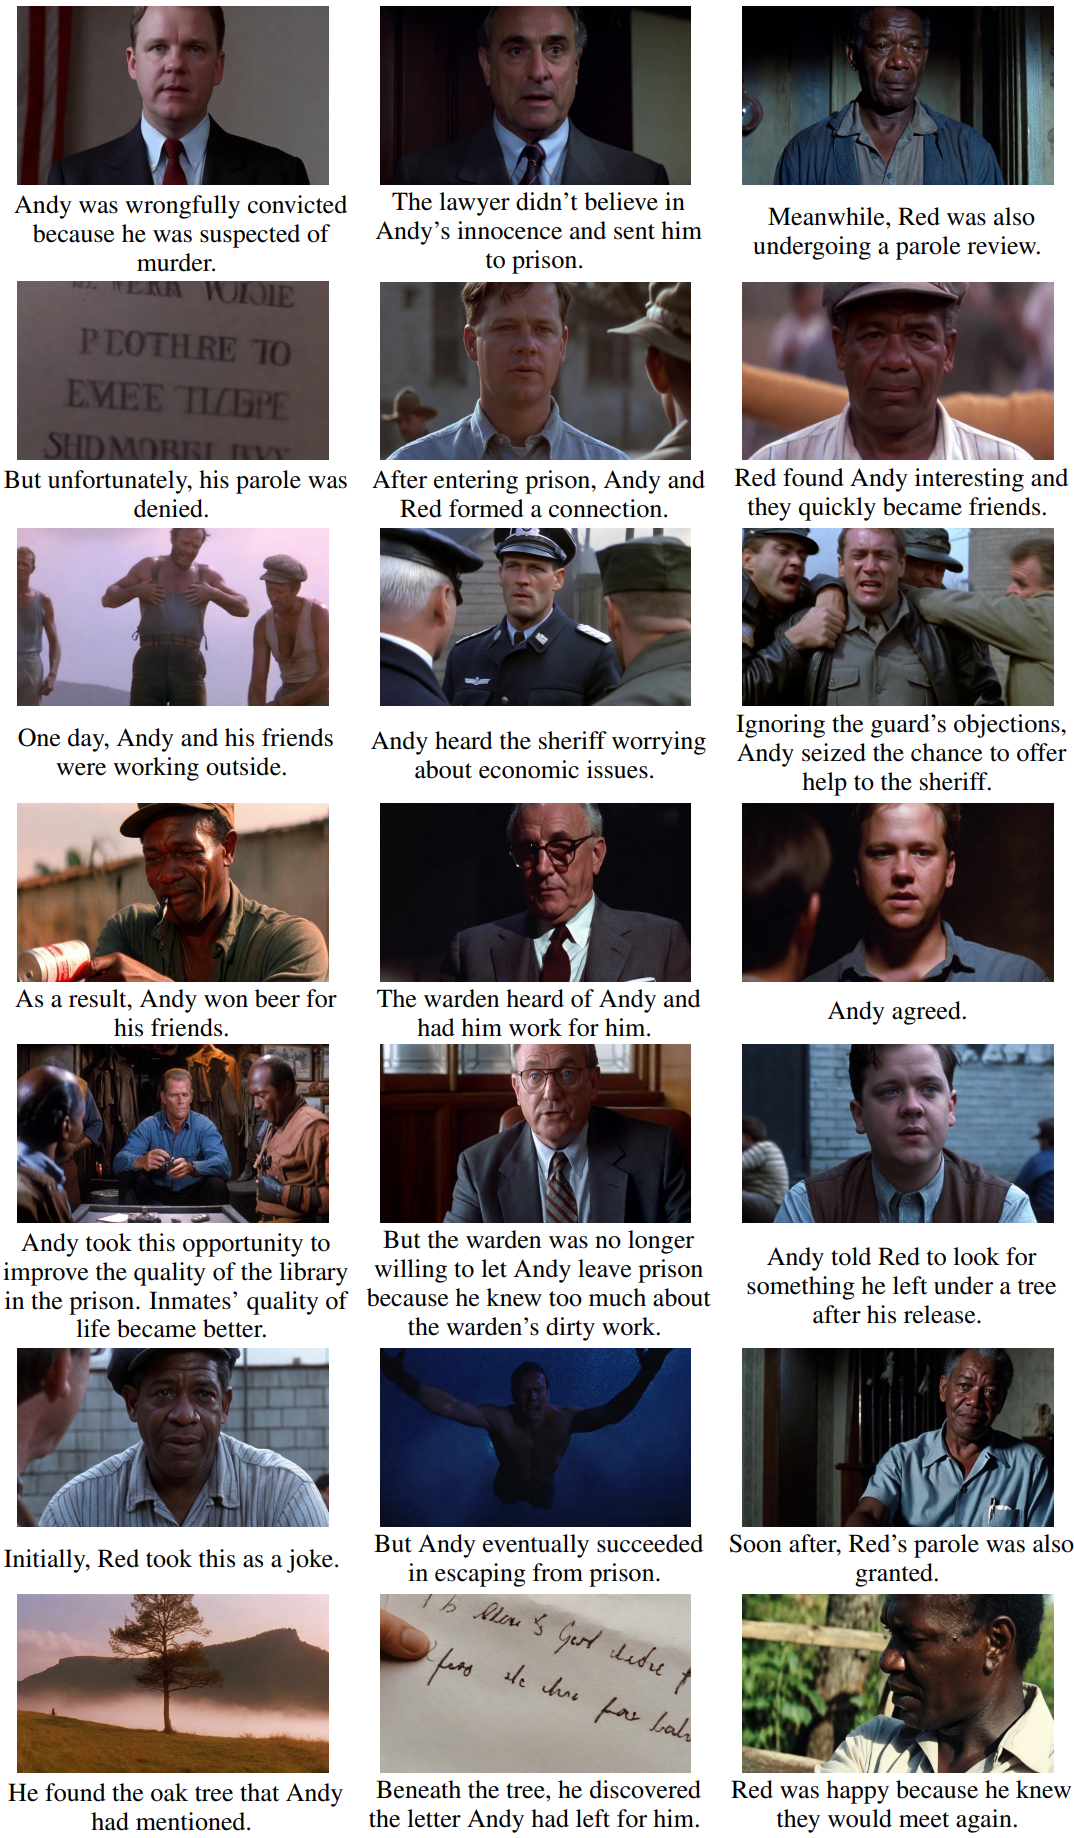 Andy was wrongfully convicted
because he was suspected of
murder.
The lawyer didn't believe in
Andy's innocence and sent him
to prison.
Meanwhile, Red was also
undergoing a parole review.
PEOTHRE TO
But unfortunately, his parole was
denied.
After entering prison, Andy and
Red formed a connection.
Red found Andy interesting and
they quickly became friends.
One day, Andy and his friends
were working outside.
Andy heard the sheriff worrying
about economic issues.
Ignoring the guard's objections,
Andy seized the chance to offer
help to the sheriff.
As a result, Andy won beer for
his friends.
The warden heard of Andy and
had him work for him.
Andy agreed.
Andy took this opportunity to
improve the quality of the library
in the prison. Inmates' quality of
life became better.
But the warden was no longer
willing to let Andy leave prison
because he knew too much about
the warden's dirty work.
Andy told Red to look for
something he left under a tree
after his release.
Initially, Red took this as a joke.
But Andy eventually succeeded
in escaping from prison.
Soon after, Red's parole was also
granted.
He found the oak tree that Andy
had mentioned.
Beneath the tree, he discovered
the letter Andy had left for him.
Red was happy because he knew
they would meet again.